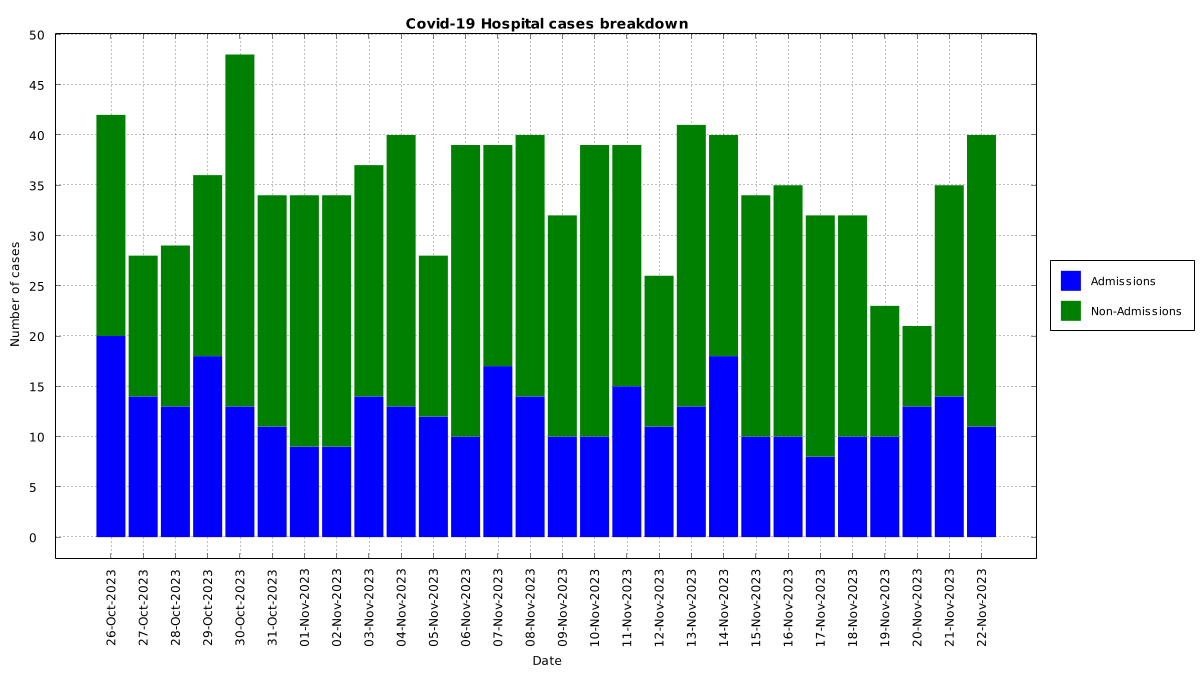 Covid-19 Hospital cases breakdown
50
45
40
35
30
25
20
15
10
5
0
Number of cases
26-Oct-2023
27-Oct-2023
28-Oct-2023
29-Oct-2023
30-Oct-2023
31-Oct-2023
01-Nov-2023
02-Nov-2023
03-Nov-2023
04-Nov-2023
05-Nov-2023
06-Nov-2023
07-Nov-2023
08-Nov-2023
09-Nov-2023
10-Nov-2023
11-Nov-2023
12-Nov-2023
13-Nov-2023
14-Nov-2023
15-Nov-2023
16-Nov-2023
17-Nov-2023
18-Nov-2023
19-Nov-2023
20-Nov-2023
21-Nov-2023
22-Nov-2023
Date
Admissions
Non-Admissions